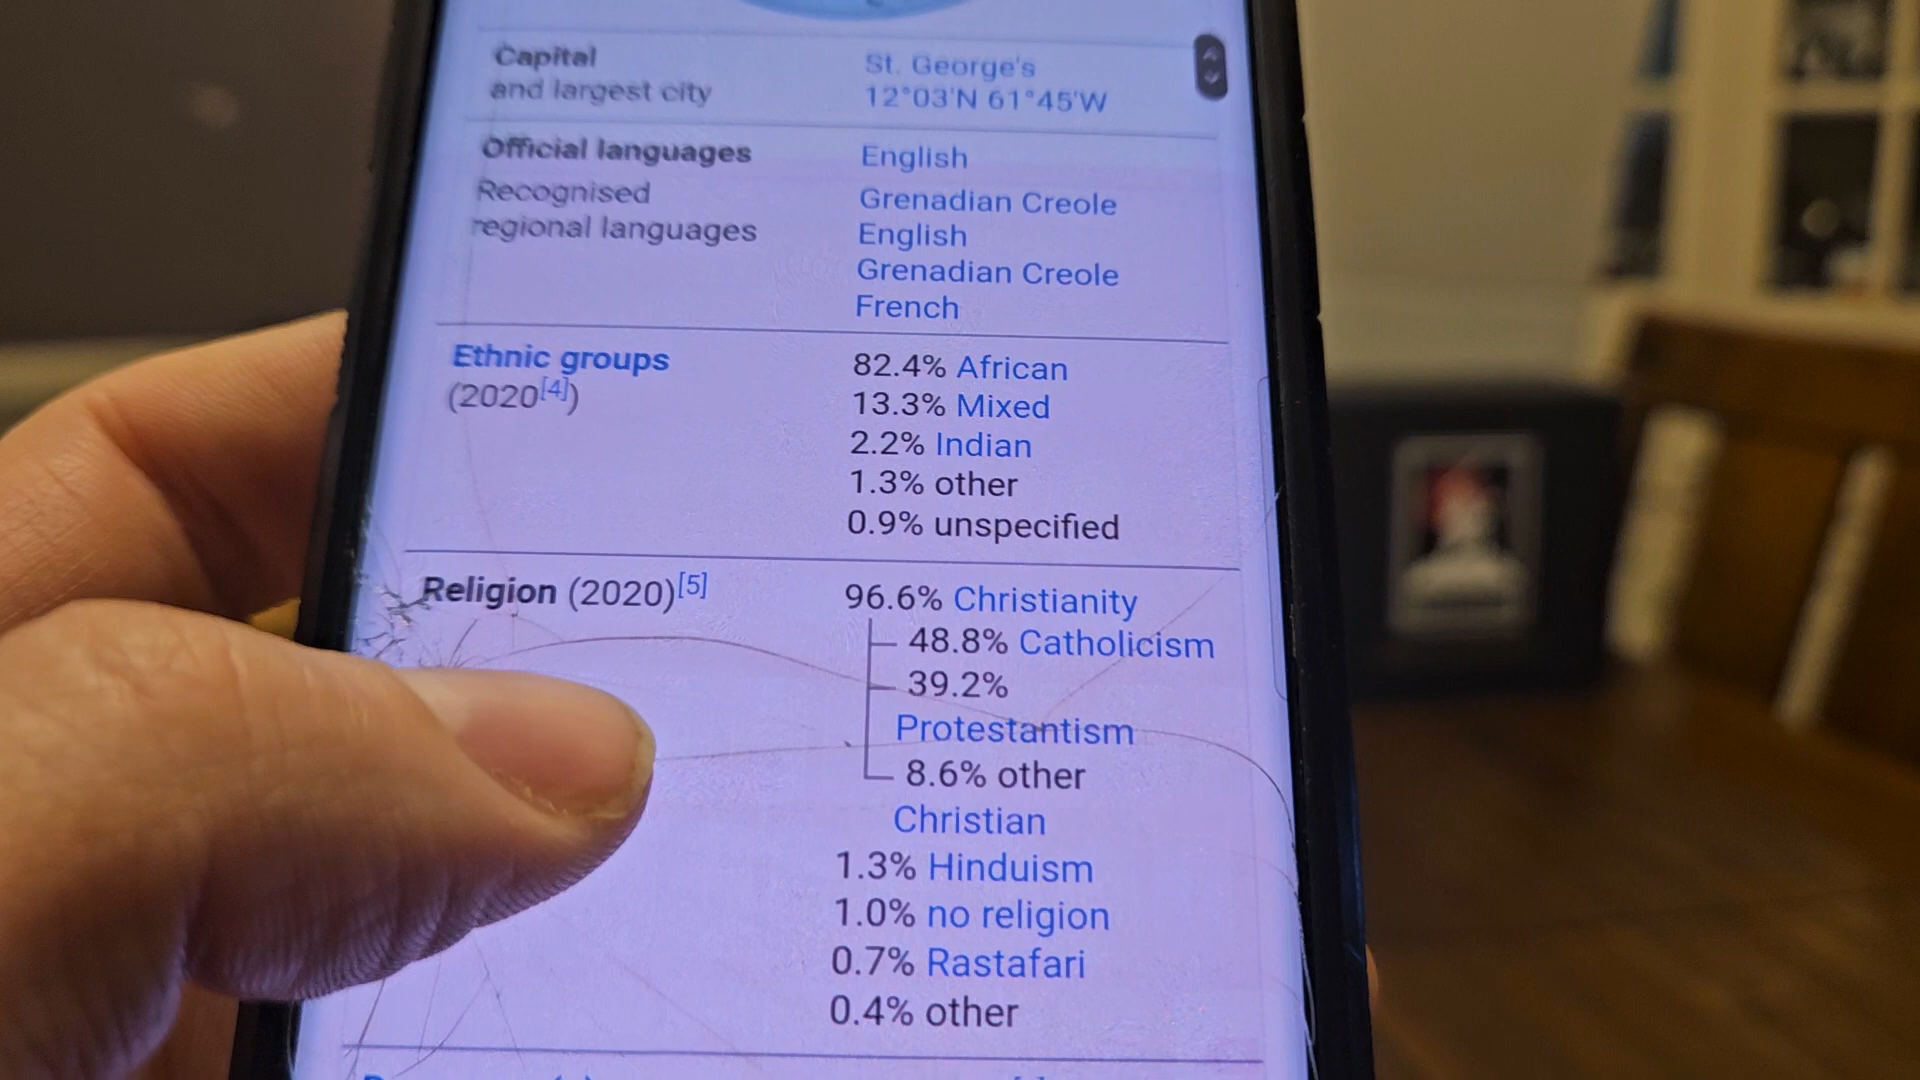 Capital
and largest city
St. George's
12°03'N 61°45'W
Official languages
English
Recognised
regional languages
Grenadian Creole
English
Grenadian Creole
French
Ethnic groups
(2020[4])
82.4% African
13.3% Mixed
2.2% Indian
1.3% other
0.9% unspecified
Religion (2020)[5]
96.6% Christianity
48.8% Catholicism
39.2%
Protestantism
8.6% other
Christian
1.3% Hinduism
1.0% no religion
0.7% Rastafari
0.4% other